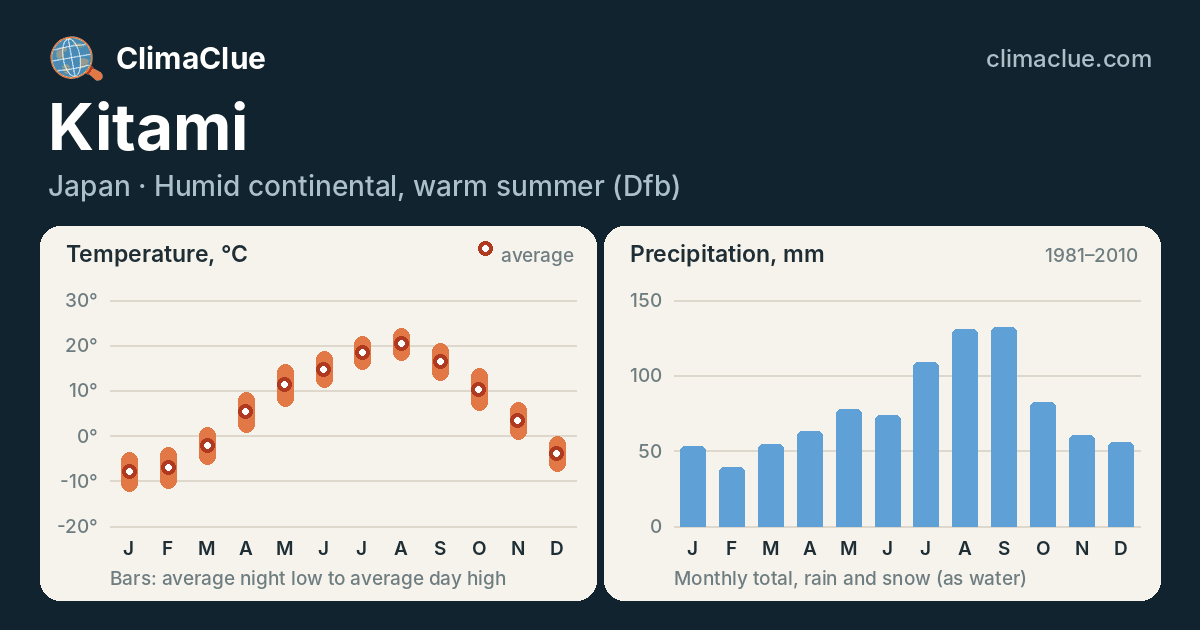 ClimaClue
climaclue.com
Kitami
Japan · Humid continental, warm summer (Dfb)
Temperature, °C
average
30°
20°
10°
0°
-10°
-20°
J F M A M J J A S O N D
Bars: average night low to average day high
Precipitation, mm
1981–2010
150
100
50
0
J F M A M J J A S O N D
Monthly total, rain and snow (as water)